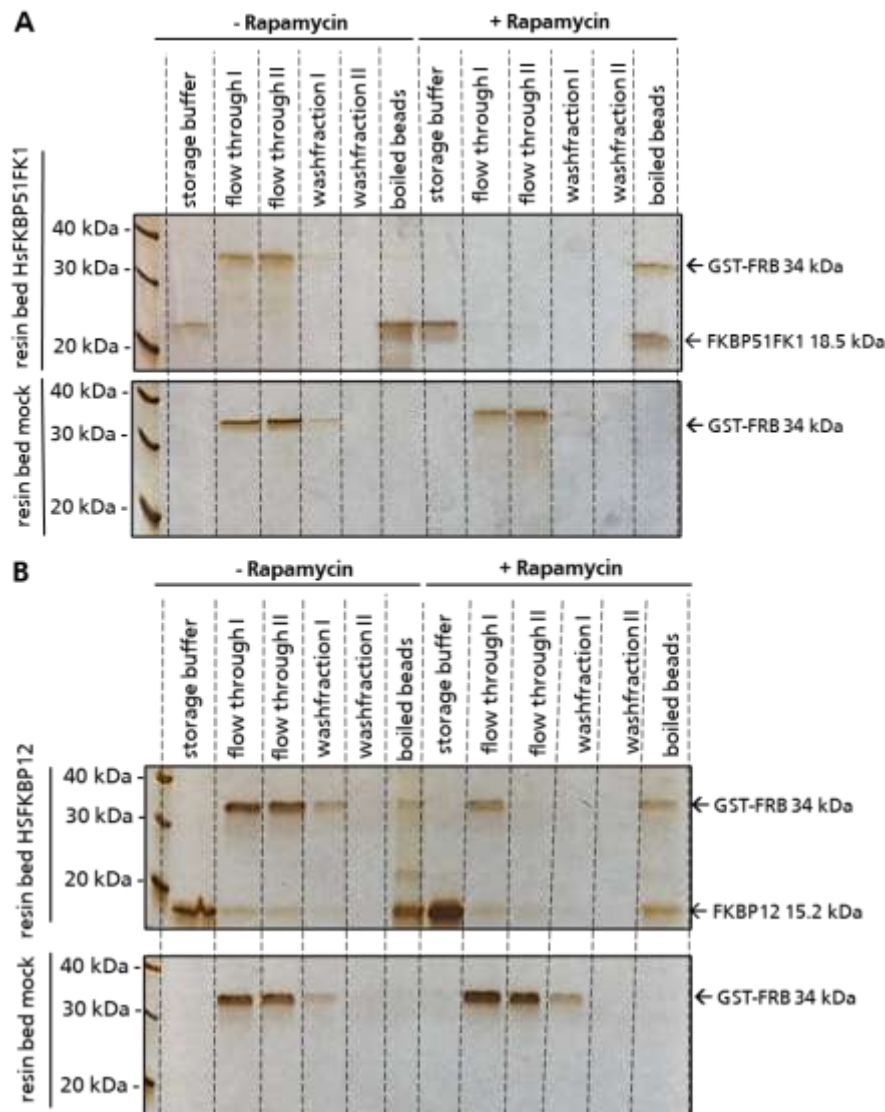 A
- Rapamycin + Rapamycin
storage buffer
flow through I
flow through II
washfraction I
washfraction II
boiled beads
storage buffer
flow through I
flow through II
washfraction I
washfraction II
boiled beads
resin bed HsFKBP51FK1
40 kDa -
30 kDa -
20 kDa -
← GST-FRB 34 kDa
← FKBP51FK1 18.5 kDa
resin bed mock
40 kDa -
30 kDa -
20 kDa -
← GST-FRB 34 kDa
B
- Rapamycin + Rapamycin
storage buffer
flow through I
flow through II
washfraction I
washfraction II
boiled beads
storage buffer
flow through I
flow through II
washfraction I
washfraction II
boiled beads
resin bed HSFKBP12
40 kDa -
30 kDa -
20 kDa -
← GST-FRB 34 kDa
← FKBP12 15.2 kDa
resin bed mock
40 kDa -
30 kDa -
20 kDa -
← GST-FRB 34 kDa